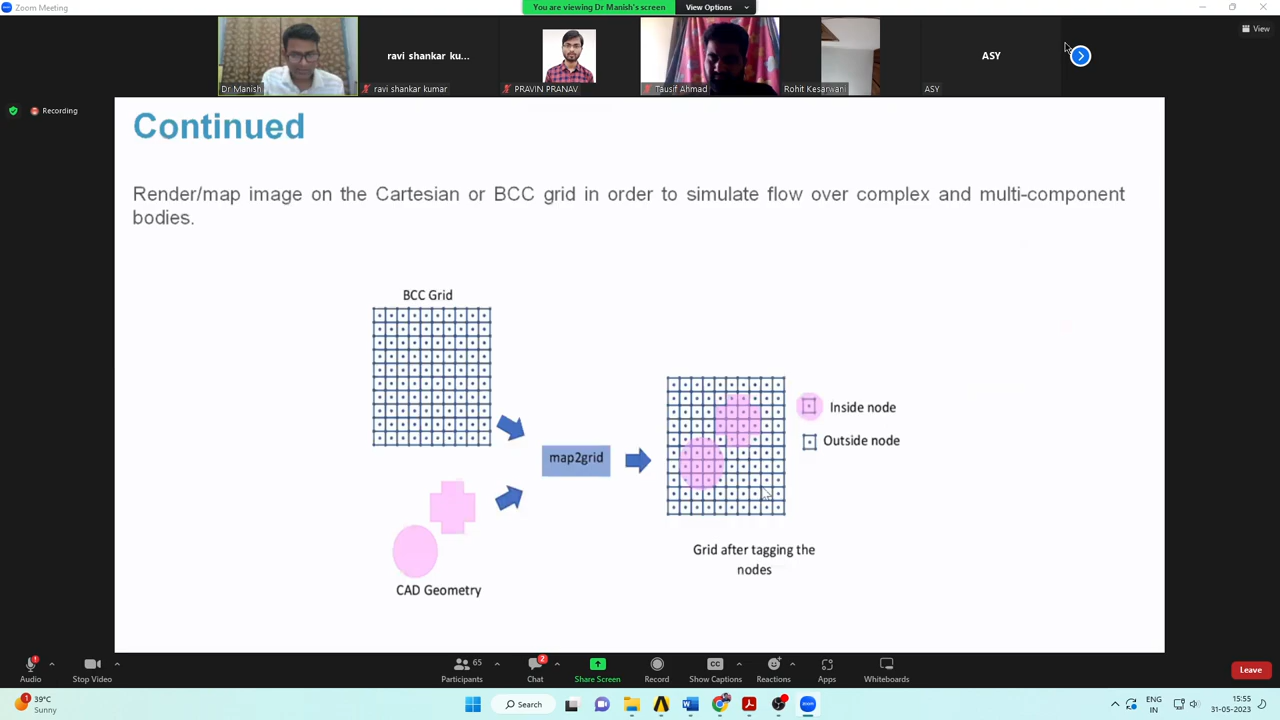 Zoom Meeting
You are viewing Dr Manish's screen
View Options
View
ravi shankar ku...
ASY
Dr Manish
ravi shankar kumar
PRAVIN PRANAV
Tausif Ahmad
Rohit Kesarwani
ASY
Recording
Continued
Render/map image on the Cartesian or BCC grid in order to simulate flow over complex and multi-component
bodies.
BCC Grid
map2grid
Inside node
Outside node
CAD Geometry
Grid after tagging the
nodes
65
2
Audio
Stop Video
Participants
Chat
Share Screen
Record
CC
Show Captions
Reactions
Apps
Whiteboards
Leave
1
39°C
Sunny
Search
zoom
ENG
IN
15:55
31-05-2023